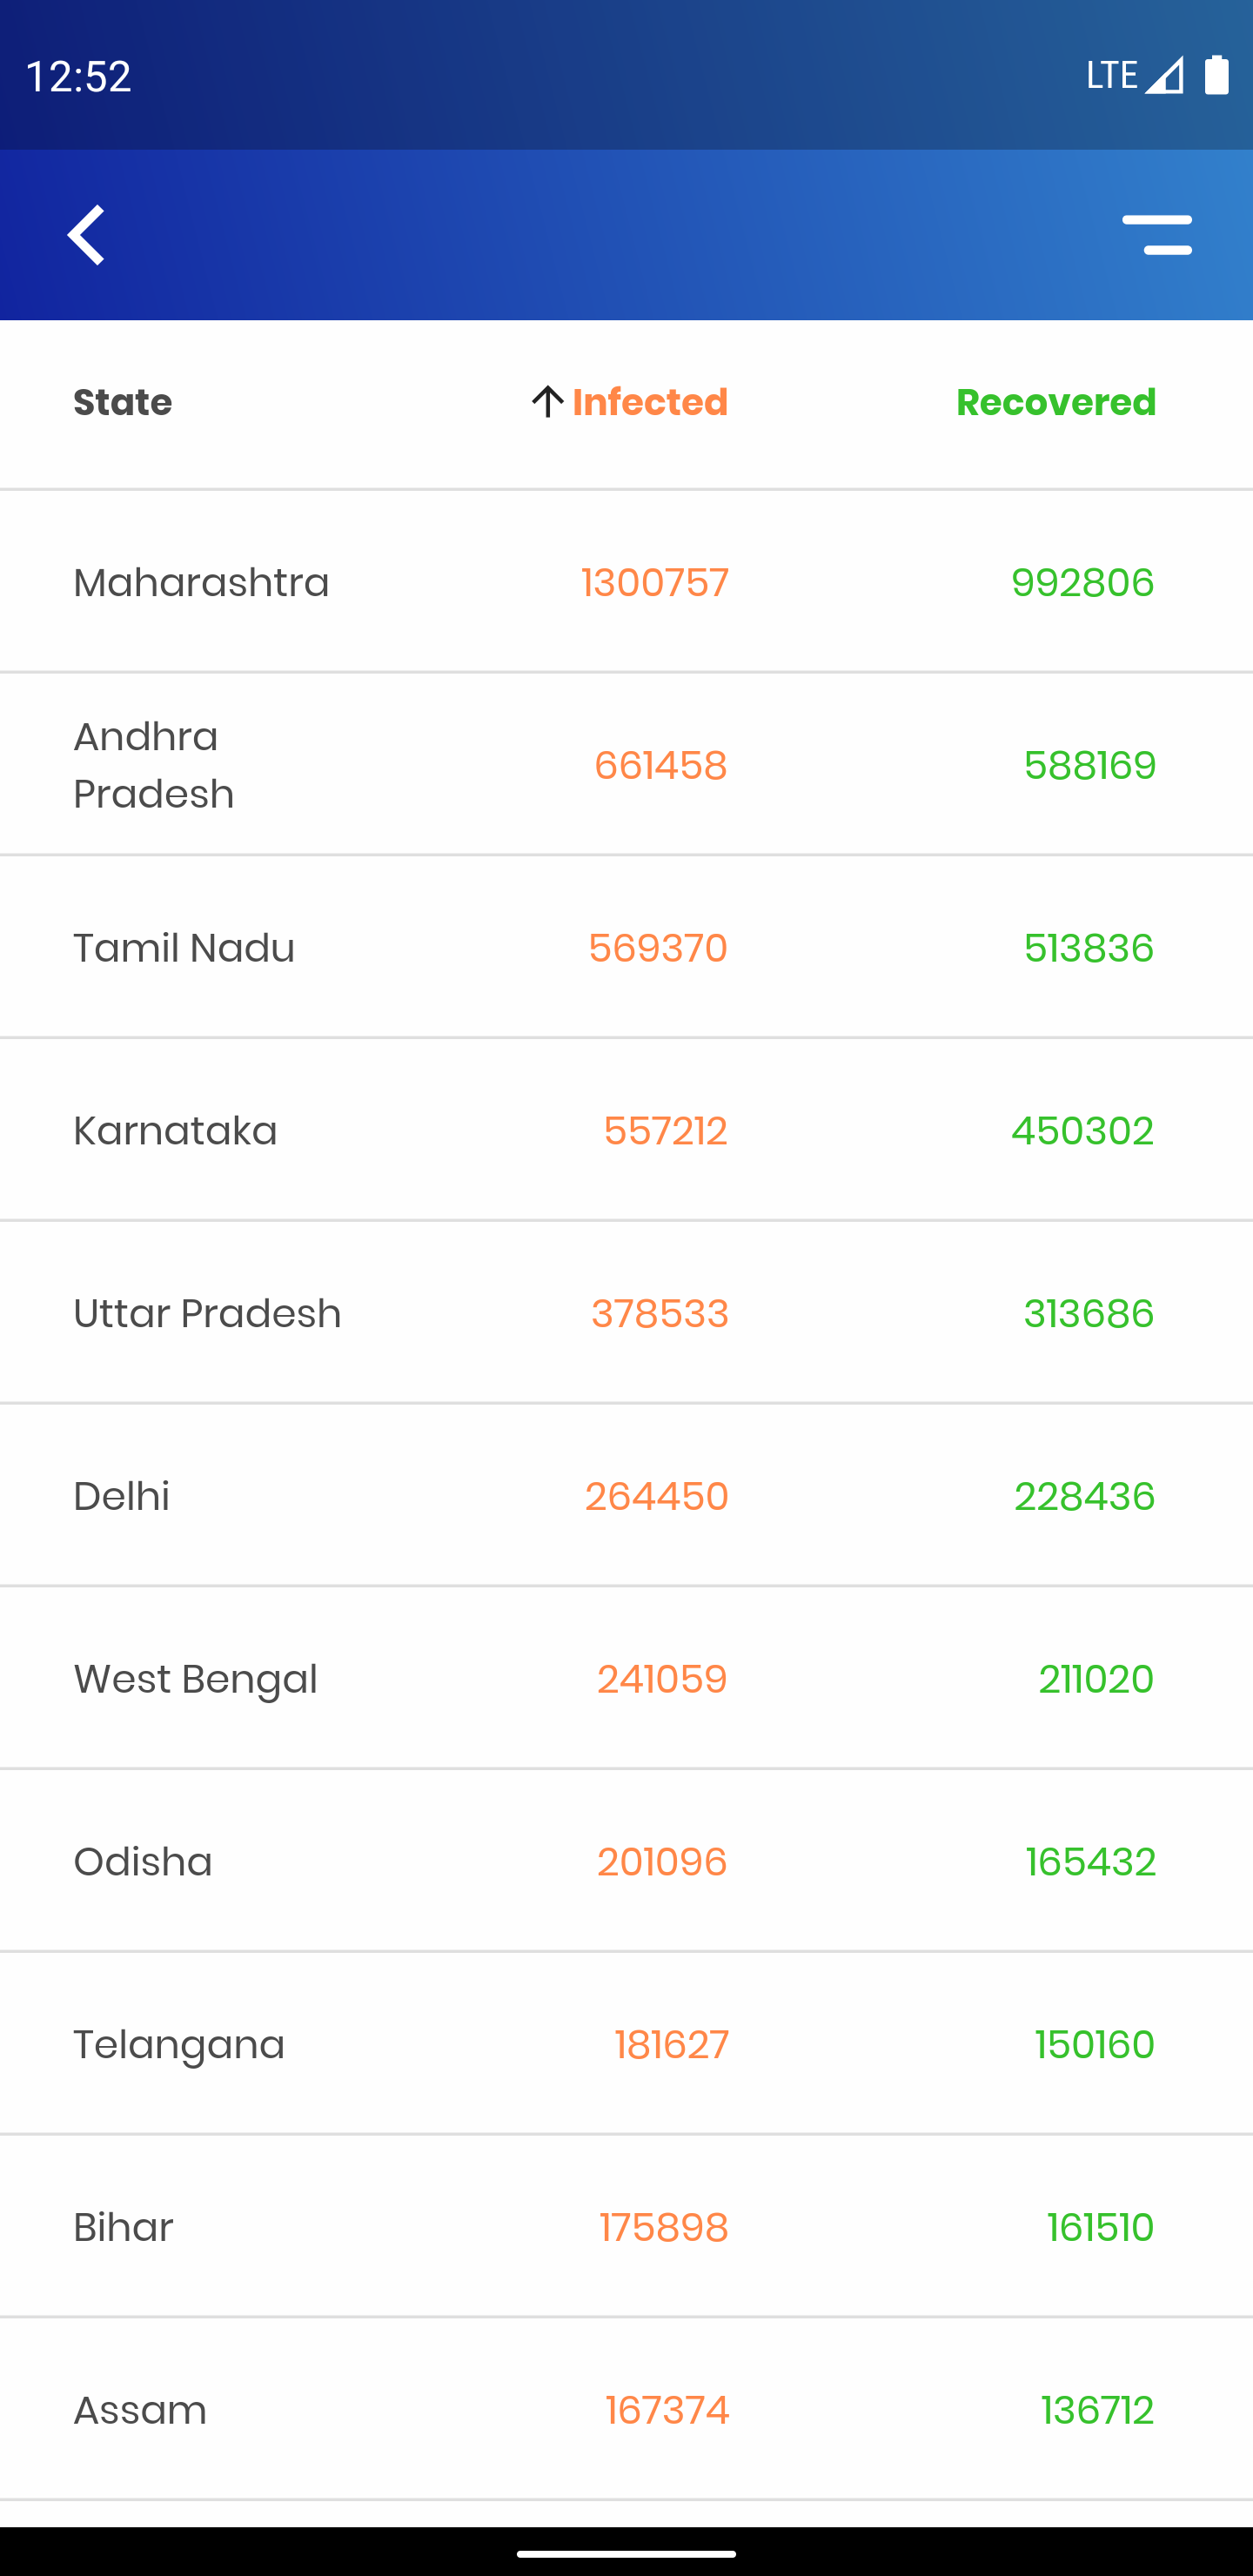 12:52 LTE
State Infected Recovered
Maharashtra 1300757 992806
Andhra
Pradesh 661458 588169
Tamil Nadu 569370 513836
Karnataka 557212 450302
Uttar Pradesh 378533 313686
Delhi 264450 228436
West Bengal 241059 211020
Odisha 201096 165432
Telangana 181627 150160
Bihar 175898 161510
Assam 167374 136712